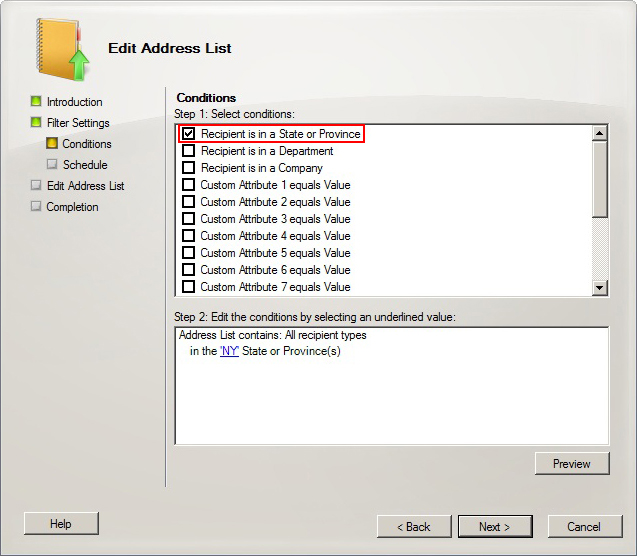 Edit Address List
Introduction
Filter Settings
Conditions
Schedule
Edit Address List
Completion
Conditions
Step 1: Select conditions:
Recipient is in a State or Province
Recipient is in a Department
Recipient is in a Company
Custom Attribute 1 equals Value
Custom Attribute 2 equals Value
Custom Attribute 3 equals Value
Custom Attribute 4 equals Value
Custom Attribute 5 equals Value
Custom Attribute 6 equals Value
Custom Attribute 7 equals Value
Step 2: Edit the conditions by selecting an underlined value:
Address List contains: All recipient types
in the 'NY' State or Province(s)
Preview
Help
< Back
Next >
Cancel